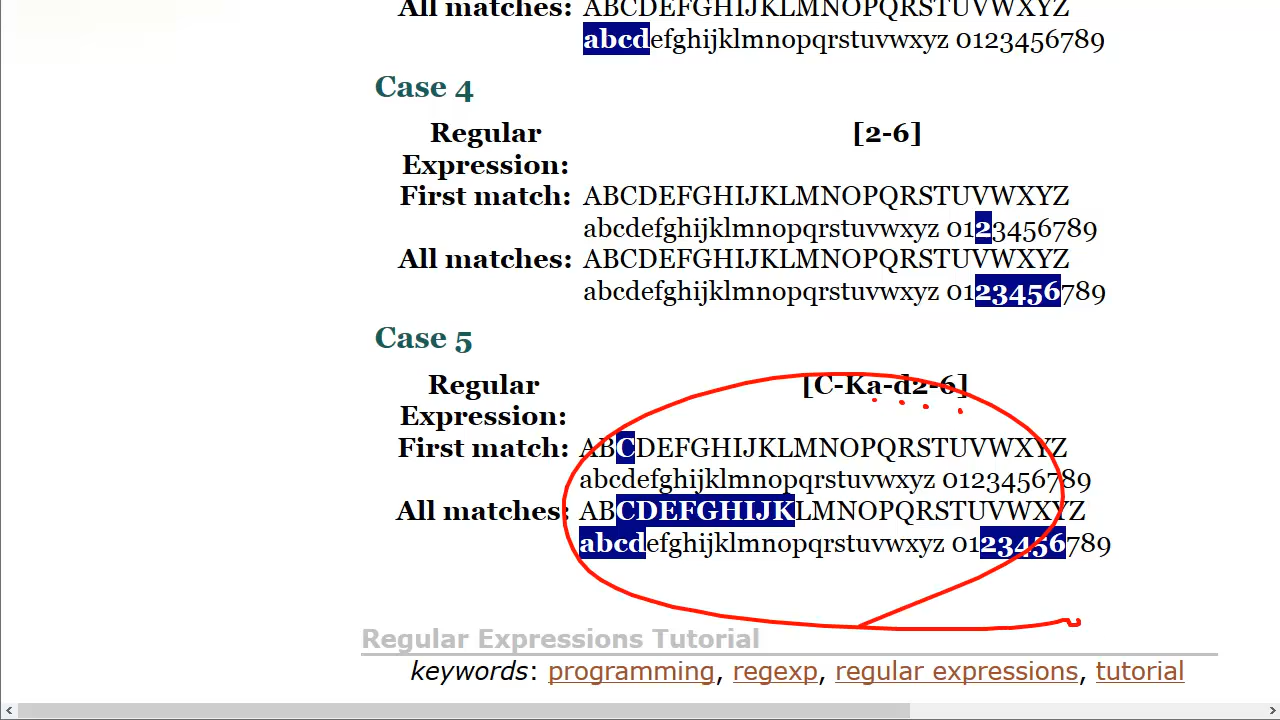 All matches: ABCDEFGHIJKLMNOPQRSTUVWXYZ
abcdefghijklmnopqrstuvwxyz 0123456789
Case 4
Regular [2-6]
Expression:
First match: ABCDEFGHIJKLMNOPQRSTUVWXYZ
abcdefghijklmnopqrstuvwxyz 0123456789
All matches: ABCDEFGHIJKLMNOPQRSTUVWXYZ
abcdefghijklmnopqrstuvwxyz 0123456789
Case 5
Regular [C-Ka-d2-6]
Expression:
First match: ABCDEFGHIJKLMNOPQRSTUVWXYZ
abcdefghijklmnopqrstuvwxyz 0123456789
All matches: ABCDEFGHIJKLMNOPQRSTUVWXYZ
abcdefghijklmnopqrstuvwxyz 0123456789
Regular Expressions Tutorial
keywords: programming, regexp, regular expressions, tutorial